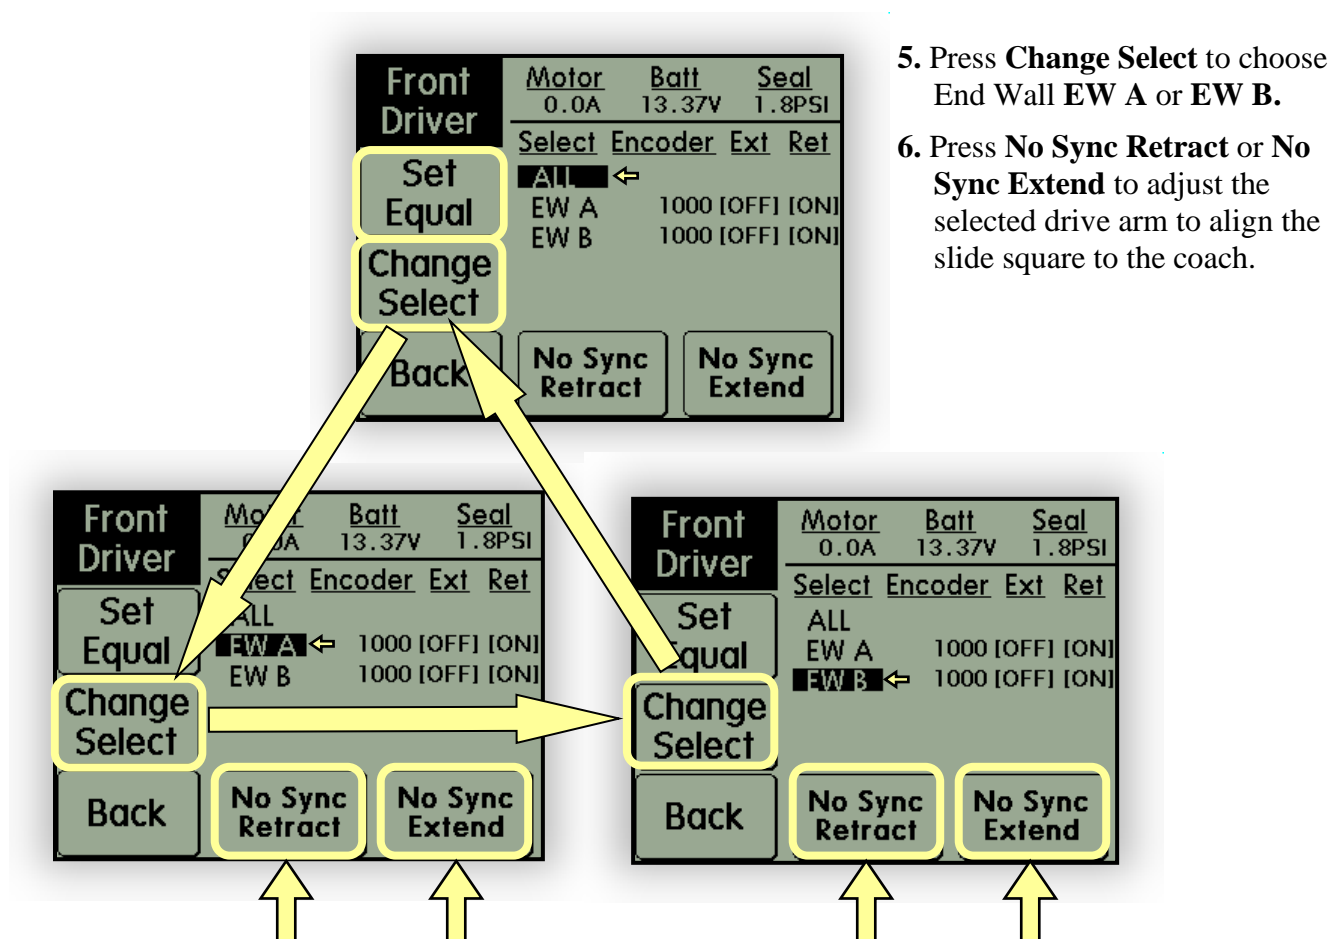 Front
Driver
Motor Batt Seal
0.0A 13.37V 1.8PSI
Select Encoder Ext Ret
Set
Equal
ALL
EW A 1000 [OFF] [ON]
EW B 1000 [OFF] [ON]
Change
Select
Back
No Sync
Retract
No Sync
Extend
5. Press Change Select to choose
End Wall EW A or EW B.
6. Press No Sync Retract or No
Sync Extend to adjust the
selected drive arm to align the
slide square to the coach.
Front
Driver
Batt Seal
13.37V 1.8PSI
Encoder Ext Ret
Set
Equal
ALL
EW A 1000 [OFF] [ON]
EW B 1000 [OFF] [ON]
Change
Select
Back
No Sync
Retract
No Sync
Extend
Front
Driver
Motor Batt Seal
0.0A 13.37V 1.8PSI
Select Encoder Ext Ret
Set
Equal
ALL
EW A 1000 [OFF] [ON]
EW B 1000 [OFF] [ON]
Change
Select
Back
No Sync
Retract
No Sync
Extend